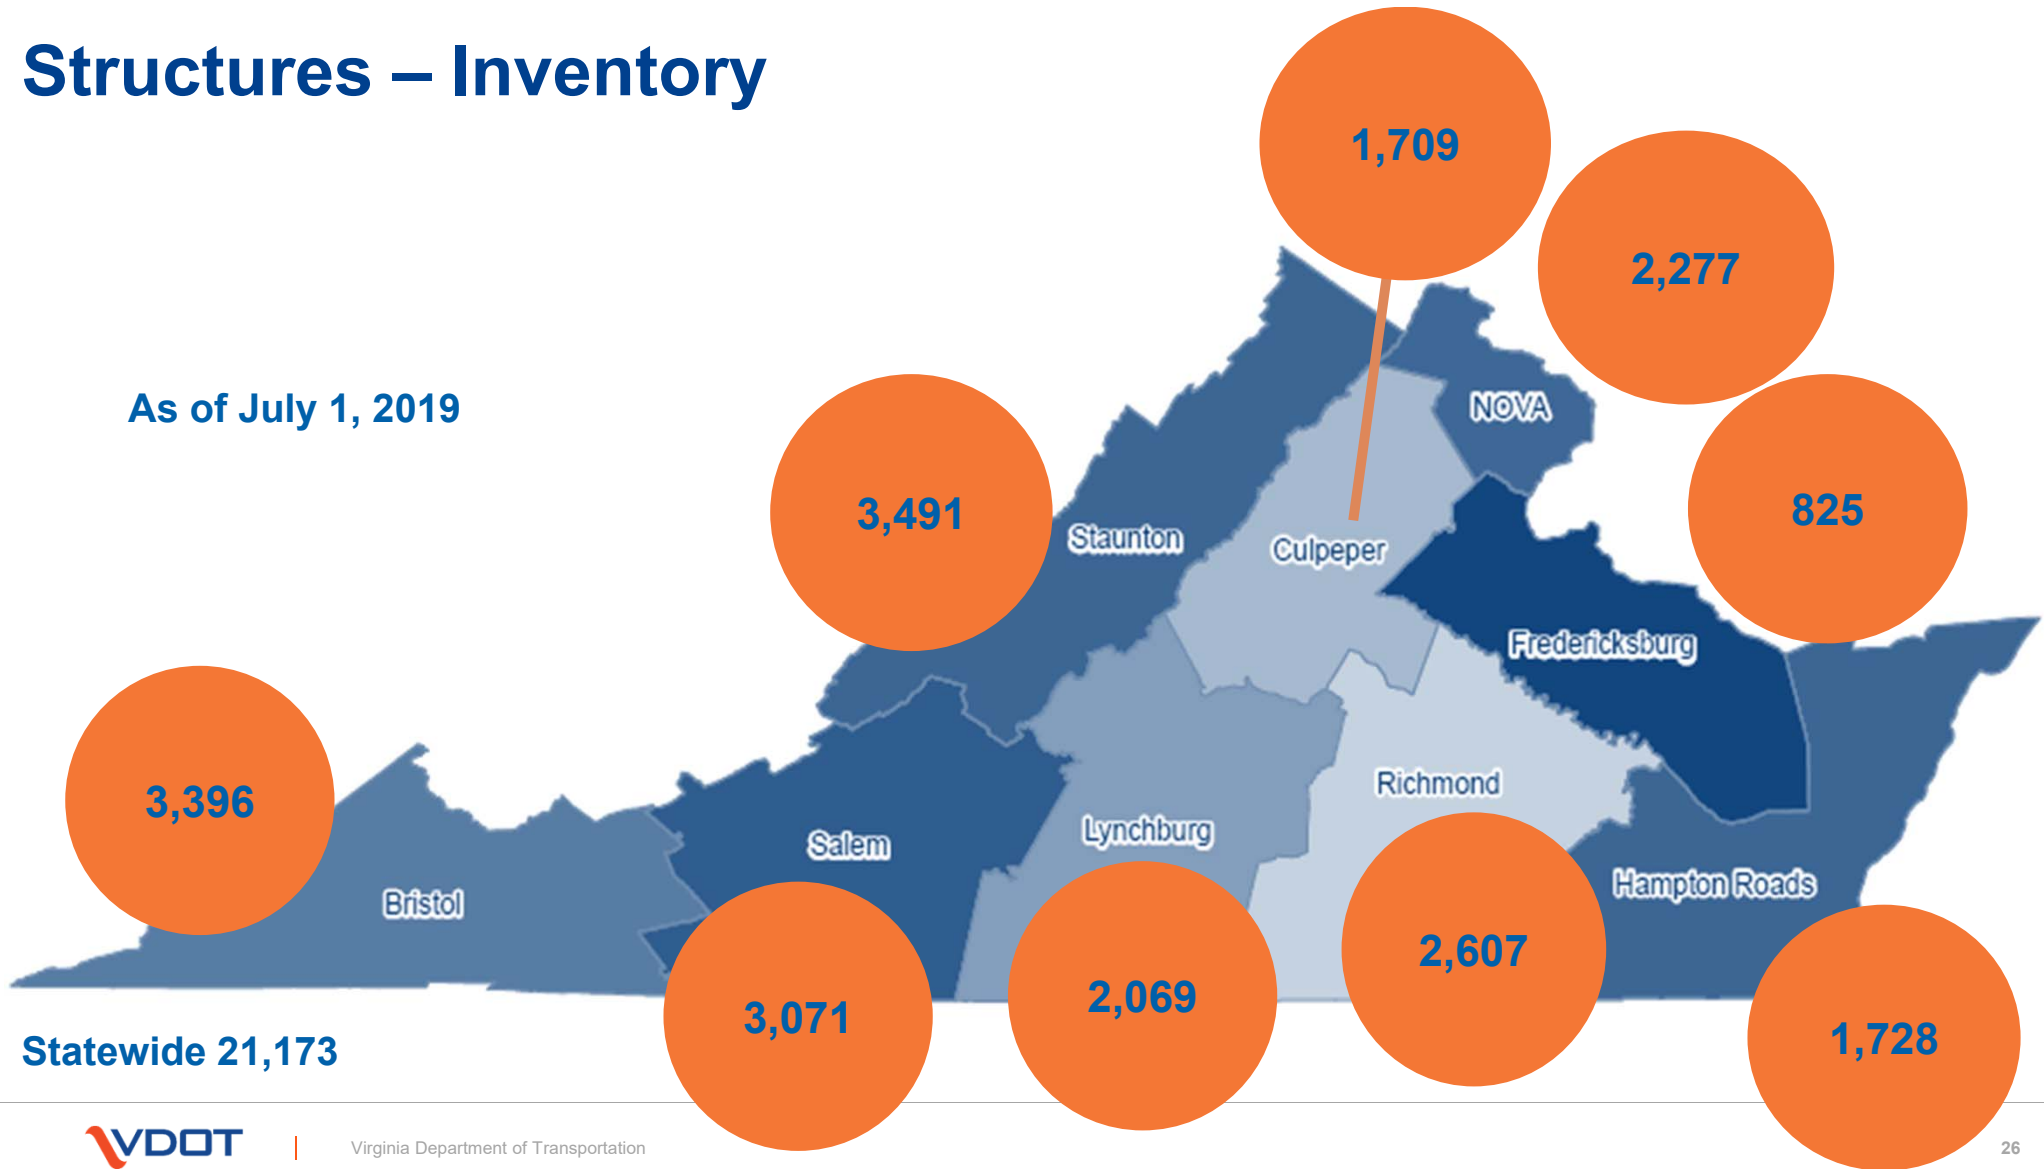 Structures – Inventory
1,709
2,277
As of July 1, 2019
NOVA
3,491
825
Staunton
Culpeper
Fredericksburg
3,396
Richmond
Lynchburg
Salem
Hampton Roads
Bristol
2,607
2,069
3,071
1,728
Statewide 21,173
VDOT
Virginia Department of Transportation
26